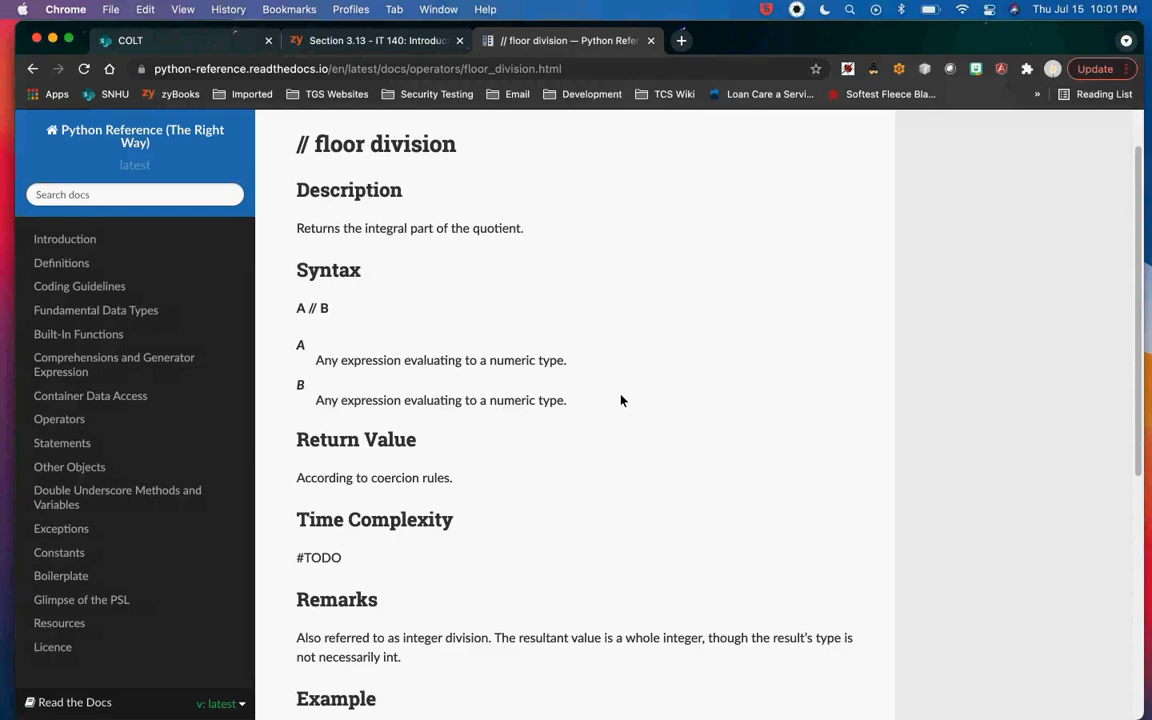 Chrome File Edit View History Bookmarks Profiles Tab Window Help Thu Jul 15 10:01 PM
COLT Section 3.13 - IT 140: Introduc // floor division — Python Refer
python-reference.readthedocs.io/en/latest/docs/operators/floor_division.html Update
Apps SNHU zyBooks Imported TGS Websites Security Testing Email Development TCS Wiki Loan Care a Servi... Softest Fleece Bla... » Reading List
Python Reference (The Right
Way)
latest
Search docs
Introduction
Definitions
Coding Guidelines
Fundamental Data Types
Built-In Functions
Comprehensions and Generator
Expression
Container Data Access
Operators
Statements
Other Objects
Double Underscore Methods and
Variables
Exceptions
Constants
Boilerplate
Glimpse of the PSL
Resources
Licence
Read the Docs v: latest
// floor division
Description
Returns the integral part of the quotient.
Syntax
A // B
A
Any expression evaluating to a numeric type.
B
Any expression evaluating to a numeric type.
Return Value
According to coercion rules.
Time Complexity
#TODO
Remarks
Also referred to as integer division. The resultant value is a whole integer, though the result's type is
not necessarily int.
Example